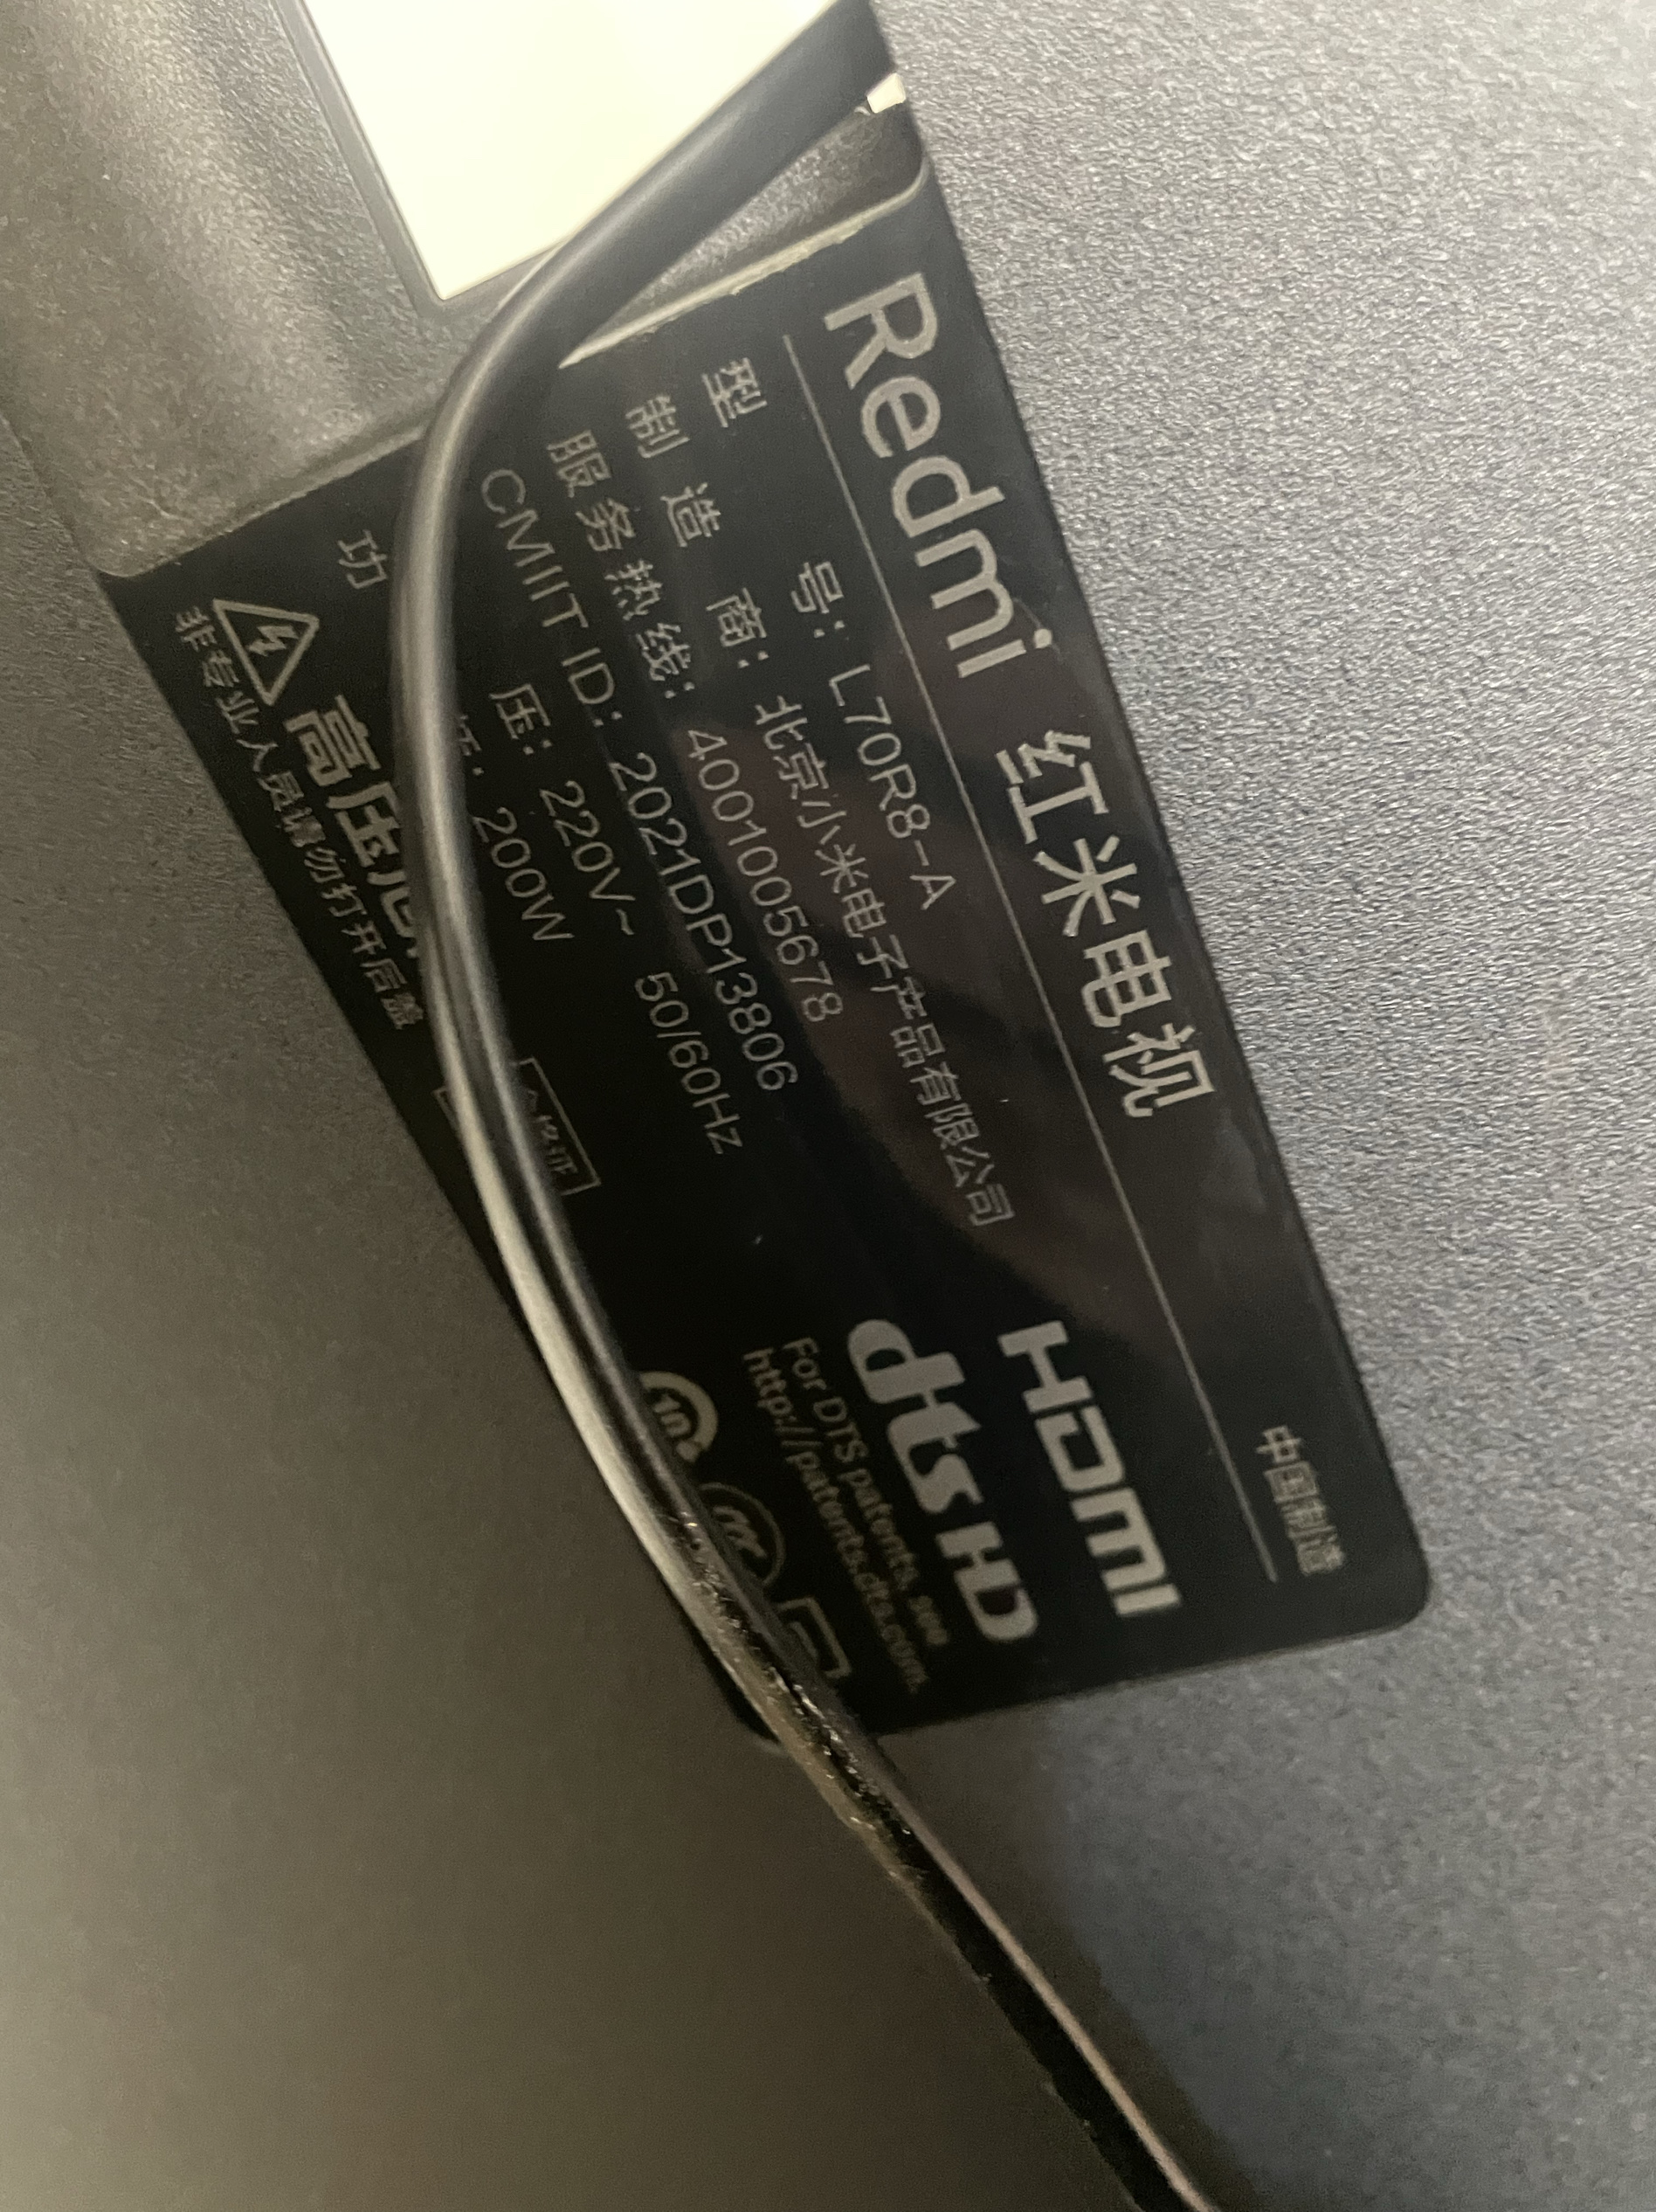 Redmi 红米电视
中国制造
型号: L70R8-A
制造商: 北京小米电子产品有限公司
服务热线: 4001005678
CMIIT ID: 2021DP13806
压: 220V~ 50/60Hz
功 200W
高压
非专业人员请勿打开后盖
HDMI
dts HD
For DTS patents, see
http://patents.dts.com.
10